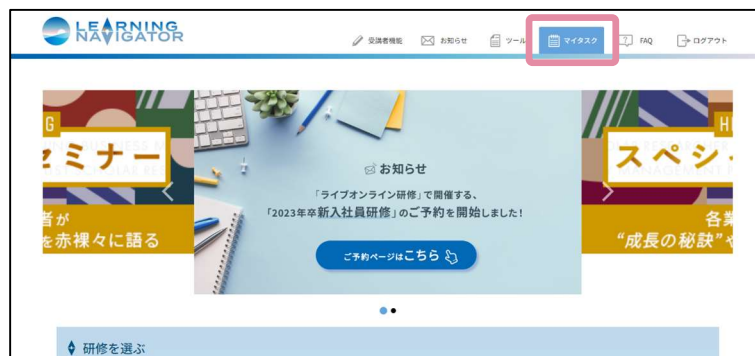 LEARNING
NAVIGATOR
受講者機能
お知らせ
ツール
マイタスク
FAQ
ログアウト
セミナー
者が
を赤裸々に語る
お知らせ
「ライブオンライン研修」で開催する、
「2023年卒新入社員研修」のご予約を開始しました!
ご予約ページはこちら
スペシ
各業
“成長の秘訣”や
研修を選ぶ